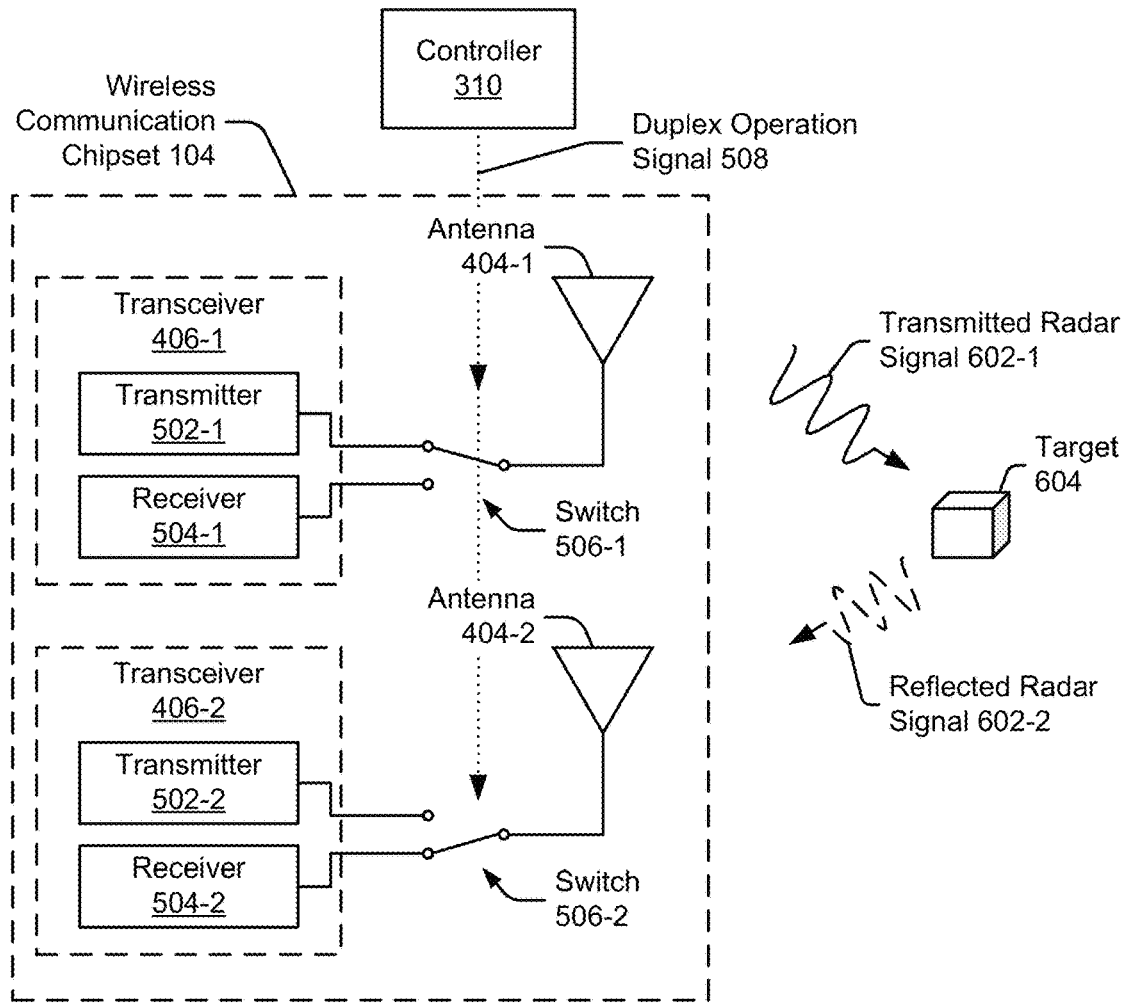 Controller
310
Wireless
Communication
Chipset 104
Duplex Operation
Signal 508
Antenna
404-1
Transceiver
406-1
Transmitter
502-1
Receiver
504-1
Switch
506-1
Transmitted Radar
Signal 602-1
Target
604
Antenna
404-2
Transceiver
406-2
Transmitter
502-2
Receiver
504-2
Switch
506-2
Reflected Radar
Signal 602-2